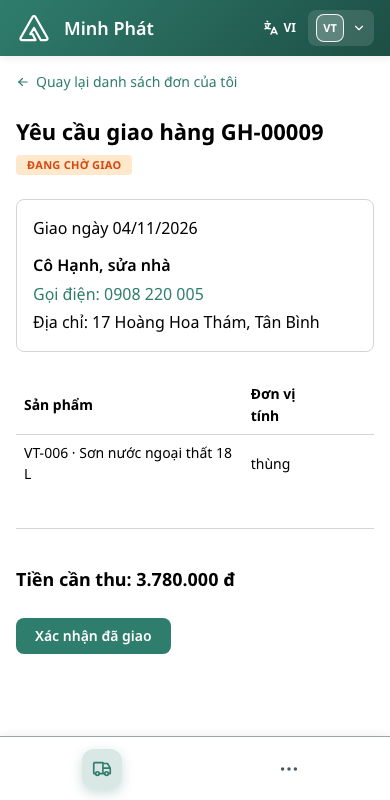 Minh Phát
VI
VT
Quay lại danh sách đơn của tôi
Yêu cầu giao hàng GH-00009
ĐANG CHỜ GIAO
Giao ngày 04/11/2026
Cô Hạnh, sửa nhà
Gọi điện: 0908 220 005
Địa chỉ: 17 Hoàng Hoa Thám, Tân Bình
Sản phẩm
Đơn vị
tính
VT-006 · Sơn nước ngoại thất 18
L
thùng
Tiền cần thu: 3.780.000 đ
Xác nhận đã giao